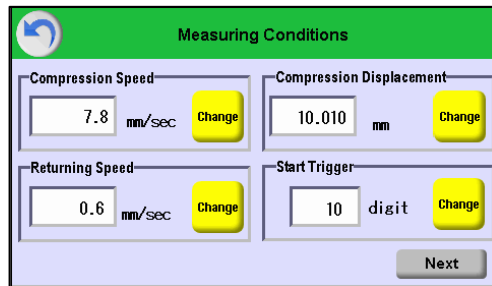 Measuring Conditions
Compression Speed
7.8 mm/sec Change
Compression Displacement
10.010 mm Change
Returning Speed
0.6 mm/sec Change
Start Trigger
10 digit Change
Next